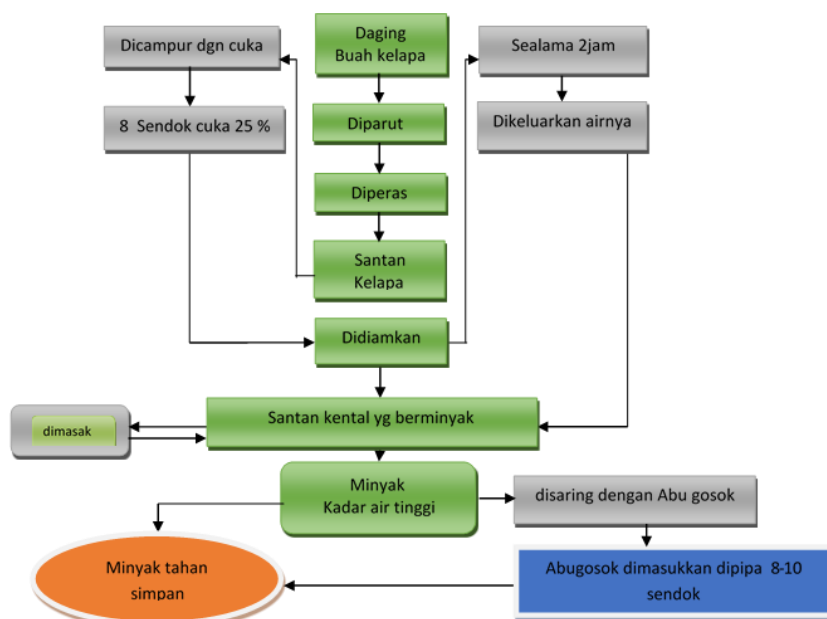 Dicampur dgn cuka
Daging
Buah kelapa
Sealama 2jam
8 Sendok cuka 25 %
Diparut
Dikeluarkan airnya
Diperas
Santan
Kelapa
Didiamkan
Santan kental yg berminyak
dimasak
Minyak
Kadar air tinggi
disaring dengan Abu gosok
Minyak tahan
simpan
Abugosok dimasukkan dipipa 8-10
sendok